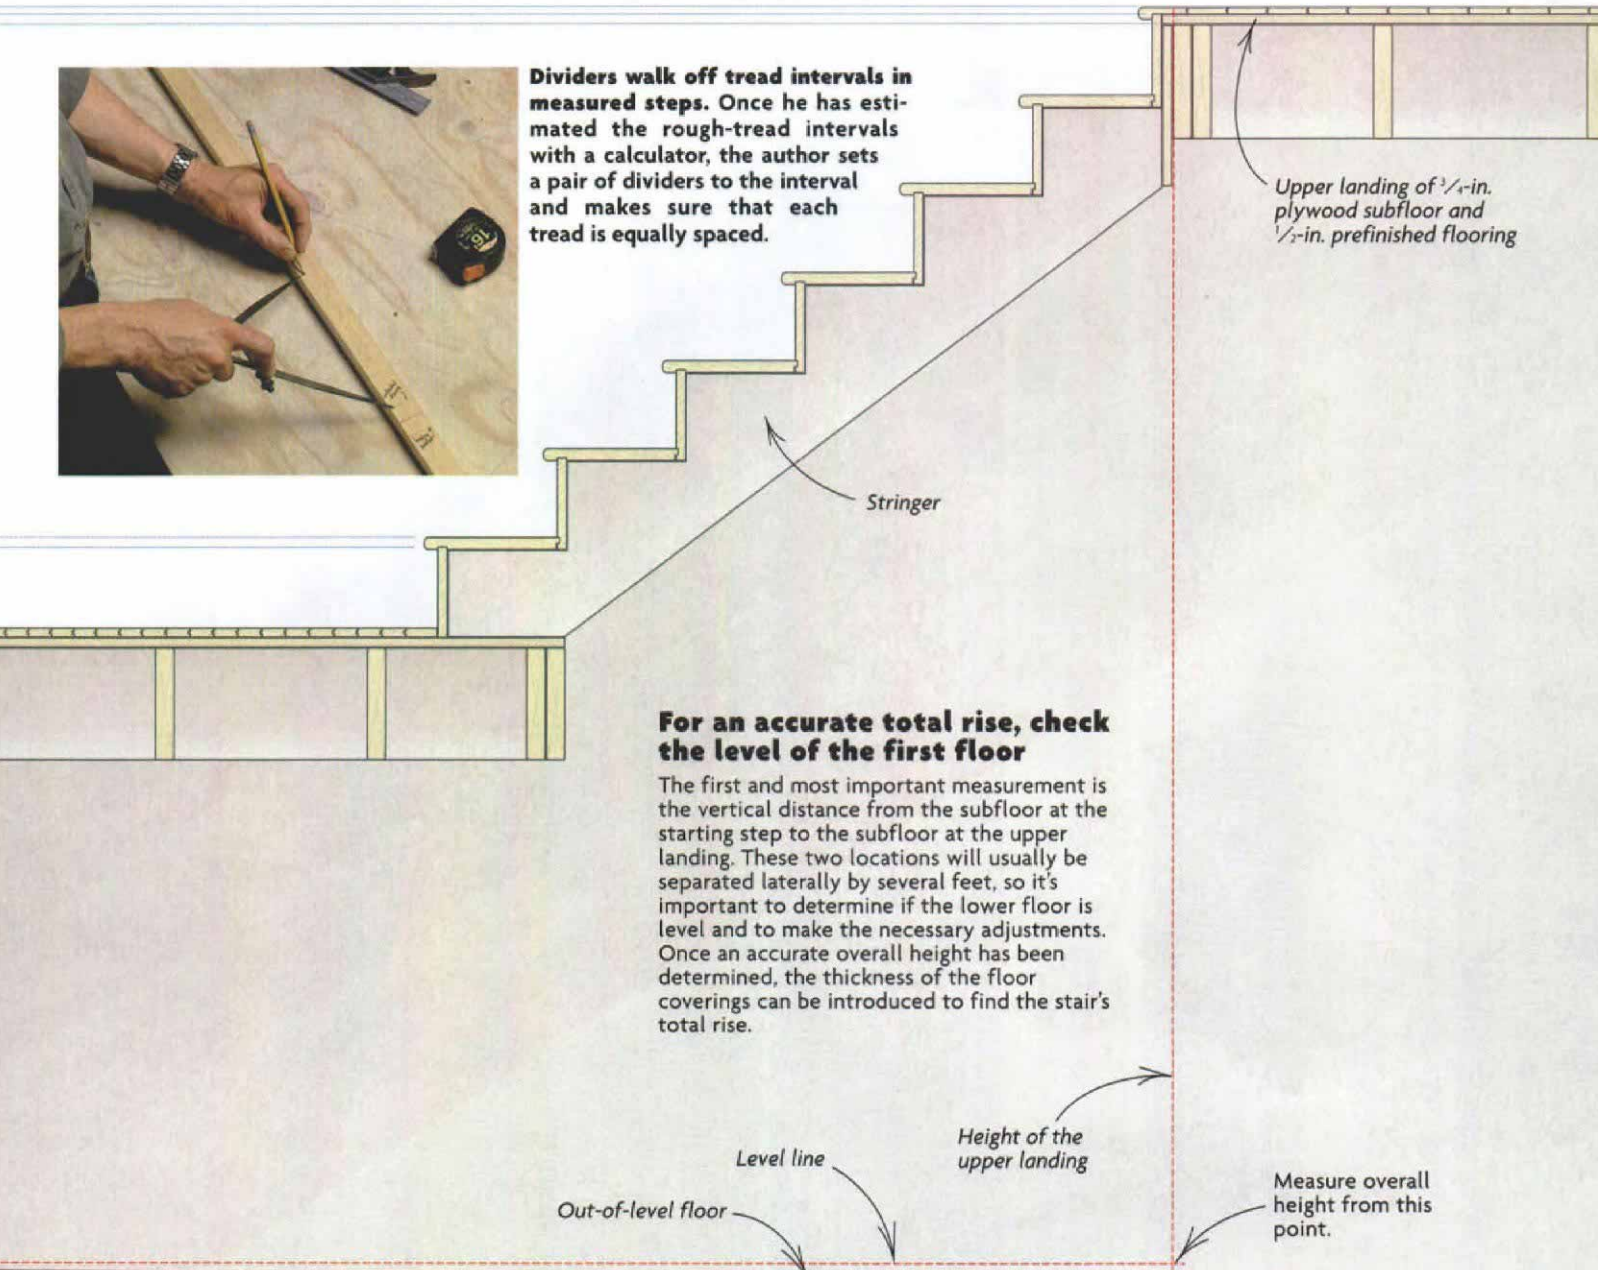 Dividers walk off tread intervals in
measured steps. Once he has esti-
mated the rough-tread intervals
with a calculator, the author sets
a pair of dividers to the interval
and makes sure that each
tread is equally spaced.
Upper landing of 3/4-in.
plywood subfloor and
1/2-in. prefinished flooring
Stringer
For an accurate total rise, check
the level of the first floor
The first and most important measurement is
the vertical distance from the subfloor at the
starting step to the subfloor at the upper
landing. These two locations will usually be
separated laterally by several feet, so it's
important to determine if the lower floor is
level and to make the necessary adjustments.
Once an accurate overall height has been
determined, the thickness of the floor
coverings can be introduced to find the stair's
total rise.
Height of the
upper landing
Level line
Out-of-level floor
Measure overall
height from this
point.